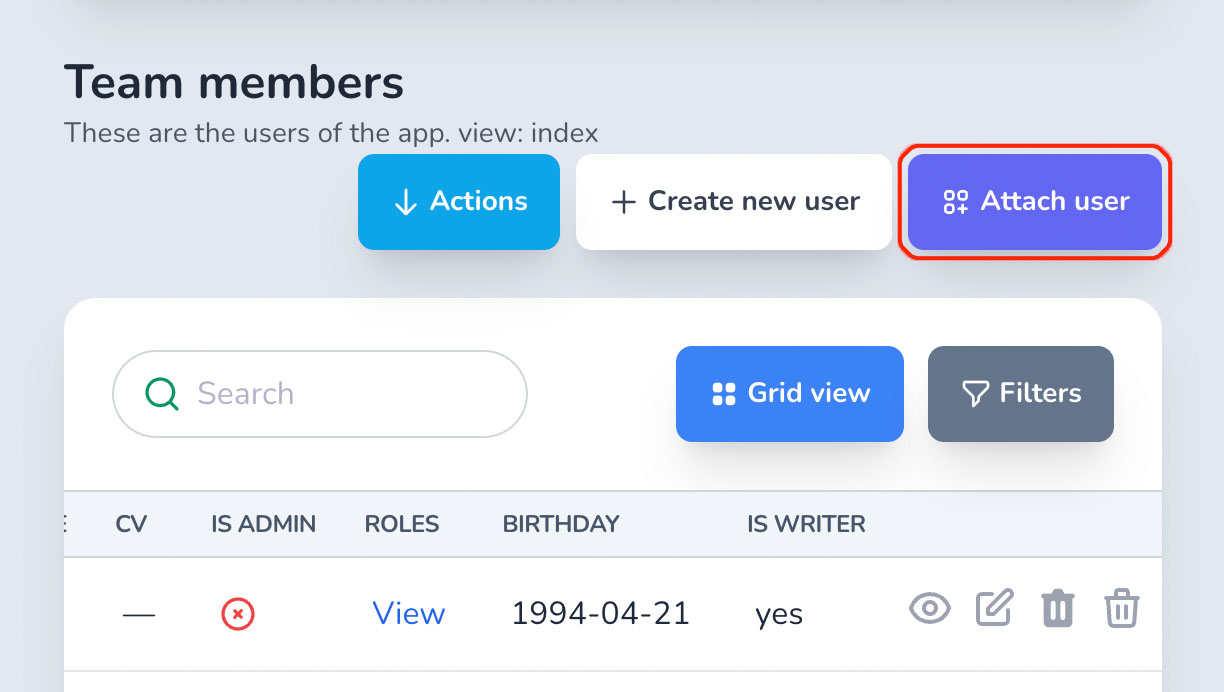 Team members
These are the users of the app. view: index
Actions
Create new user
Attach user
Search
Grid view
Filters
CV IS ADMIN ROLES BIRTHDAY IS WRITER
— View 1994-04-21 yes